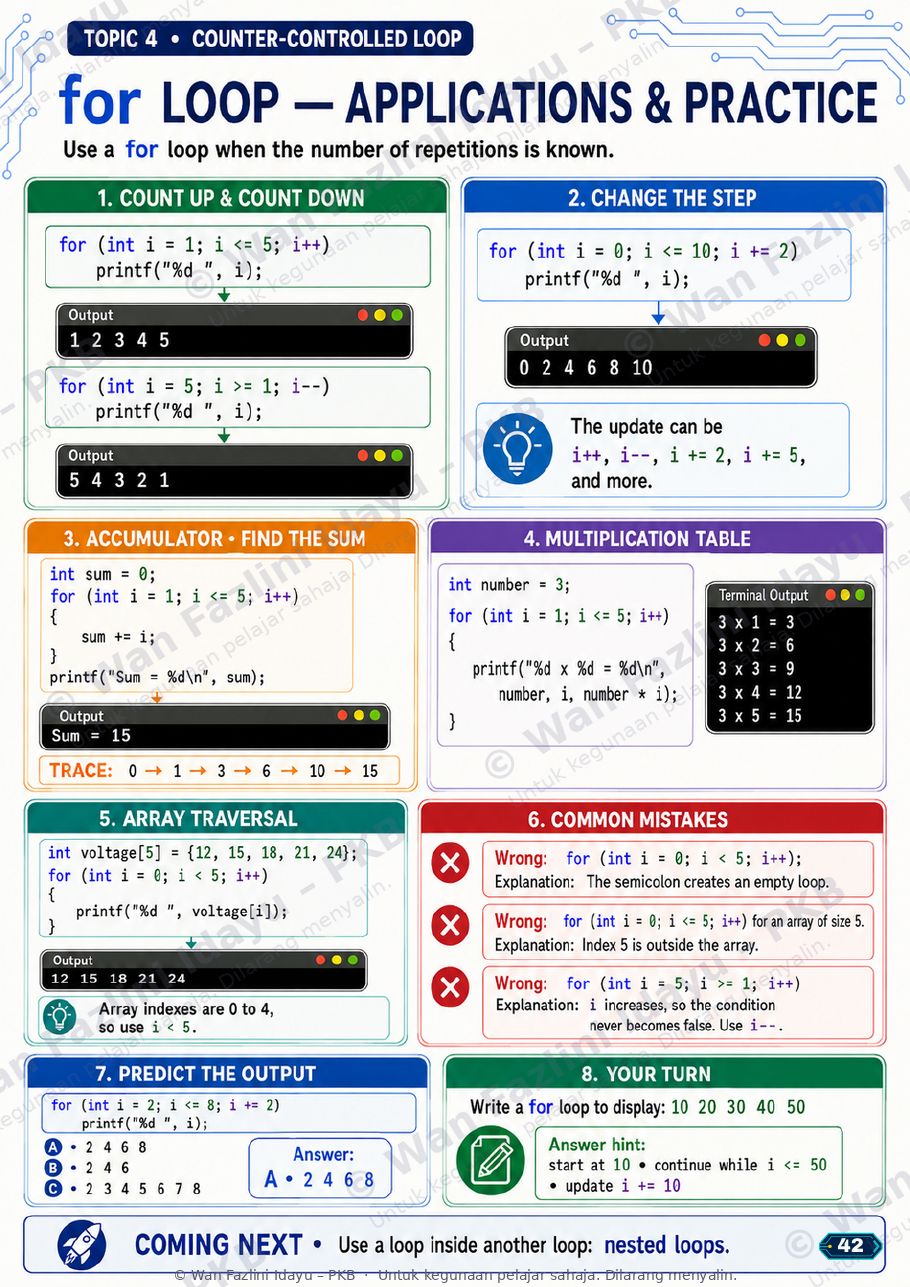 TOPIC 4 • COUNTER-CONTROLLED LOOP
for LOOP — APPLICATIONS & PRACTICE
Use a for loop when the number of repetitions is known.
1. COUNT UP & COUNT DOWN
for (int i = 1; i <= 5; i++)
printf("%d ", i);
Output
1 2 3 4 5
for (int i = 5; i >= 1; i--)
printf("%d ", i);
Output
5 4 3 2 1
2. CHANGE THE STEP
for (int i = 0; i <= 10; i += 2)
printf("%d ", i);
Output
0 2 4 6 8 10
The update can be
i++, i--, i += 2, i += 5,
and more.
3. ACCUMULATOR • FIND THE SUM
int sum = 0;
for (int i = 1; i <= 5; i++)
{
sum += i;
}
printf("Sum = %d\n", sum);
Output
Sum = 15
TRACE: 0 → 1 → 3 → 6 → 10 → 15
4. MULTIPLICATION TABLE
int number = 3;
for (int i = 1; i <= 5; i++)
{
printf("%d x %d = %d\n",
number, i, number * i);
}
Terminal Output
3 x 1 = 3
3 x 2 = 6
3 x 3 = 9
3 x 4 = 12
3 x 5 = 15
5. ARRAY TRAVERSAL
int voltage[5] = {12, 15, 18, 21, 24};
for (int i = 0; i < 5; i++)
{
printf("%d ", voltage[i]);
}
Output
12 15 18 21 24
Array indexes are 0 to 4,
so use i < 5.
6. COMMON MISTAKES
Wrong: for (int i = 0; i < 5; i++);
Explanation: The semicolon creates an empty loop.
Wrong: for (int i = 0; i <= 5; i++) for an array of size 5.
Explanation: Index 5 is outside the array.
Wrong: for (int i = 5; i >= 1; i++)
Explanation: i increases, so the condition
never becomes false. Use i--.
7. PREDICT THE OUTPUT
for (int i = 2; i <= 8; i += 2)
printf("%d ", i);
A • 2 4 6 8
B • 2 4 6
C • 2 3 4 5 6 7 8
Answer:
A • 2 4 6 8
8. YOUR TURN
Write a for loop to display: 10 20 30 40 50
Answer hint:
start at 10 • continue while i <= 50
• update i += 10
COMING NEXT • Use a loop inside another loop: nested loops.
42
© Wan Fazlini Idayu – PKB · Untuk kegunaan pelajar sahaja. Dilarang menyalin.